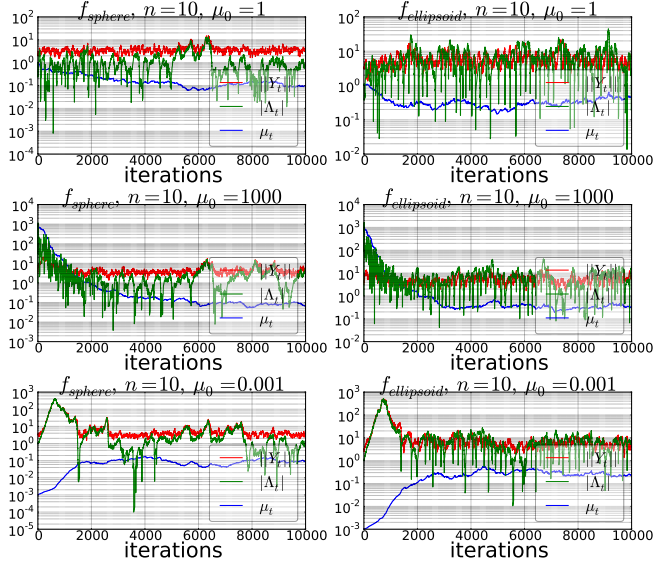 f_sphere, n=10, μ_0=1
10^2
10^1
10^0
10^-1
10^-2
10^-3
10^-4
Y_t||
|Λ_t|
μ_t
0 2000 4000 6000 8000 10000
iterations
f_ellipsoid, n=10, μ_0=1
10^2
10^1
10^0
10^-1
10^-2
Y_t||
|Λ_t|
μ_t
0 2000 4000 6000 8000 10000
iterations
f_sphere, n=10, μ_0=1000
10^4
10^3
10^2
10^1
10^0
10^-1
10^-2
10^-3
||Y_t||
|Λ_t|
μ_t
0 2000 4000 6000 8000 10000
iterations
f_ellipsoid, n=10, μ_0=1000
10^4
10^3
10^2
10^1
10^0
10^-1
10^-2
||Y_t||
|Λ_t|
μ_t
0 2000 4000 6000 8000 10000
iterations
f_sphere, n=10, μ_0=0.001
10^3
10^2
10^1
10^0
10^-1
10^-2
10^-3
10^-4
10^-5
Y_t||
|Λ_t||
μ_t
0 2000 4000 6000 8000 10000
iterations
f_ellipsoid, n=10, μ_0=0.001
10^3
10^2
10^1
10^0
10^-1
10^-2
10^-3
Y_t||
|Λ_t|
μ_t
0 2000 4000 6000 8000 10000
iterations